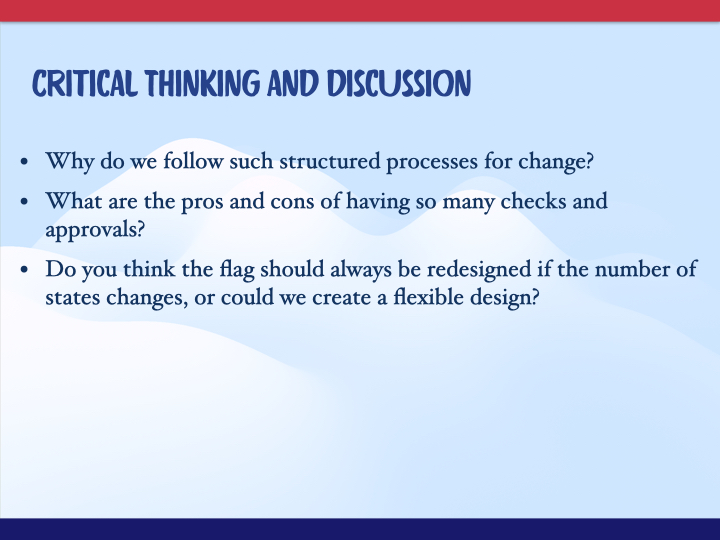 CRITICAL THINKING AND DISCUSSION
• Why do we follow such structured processes for change?
• What are the pros and cons of having so many checks and
approvals?
• Do you think the flag should always be redesigned if the number of
states changes, or could we create a flexible design?